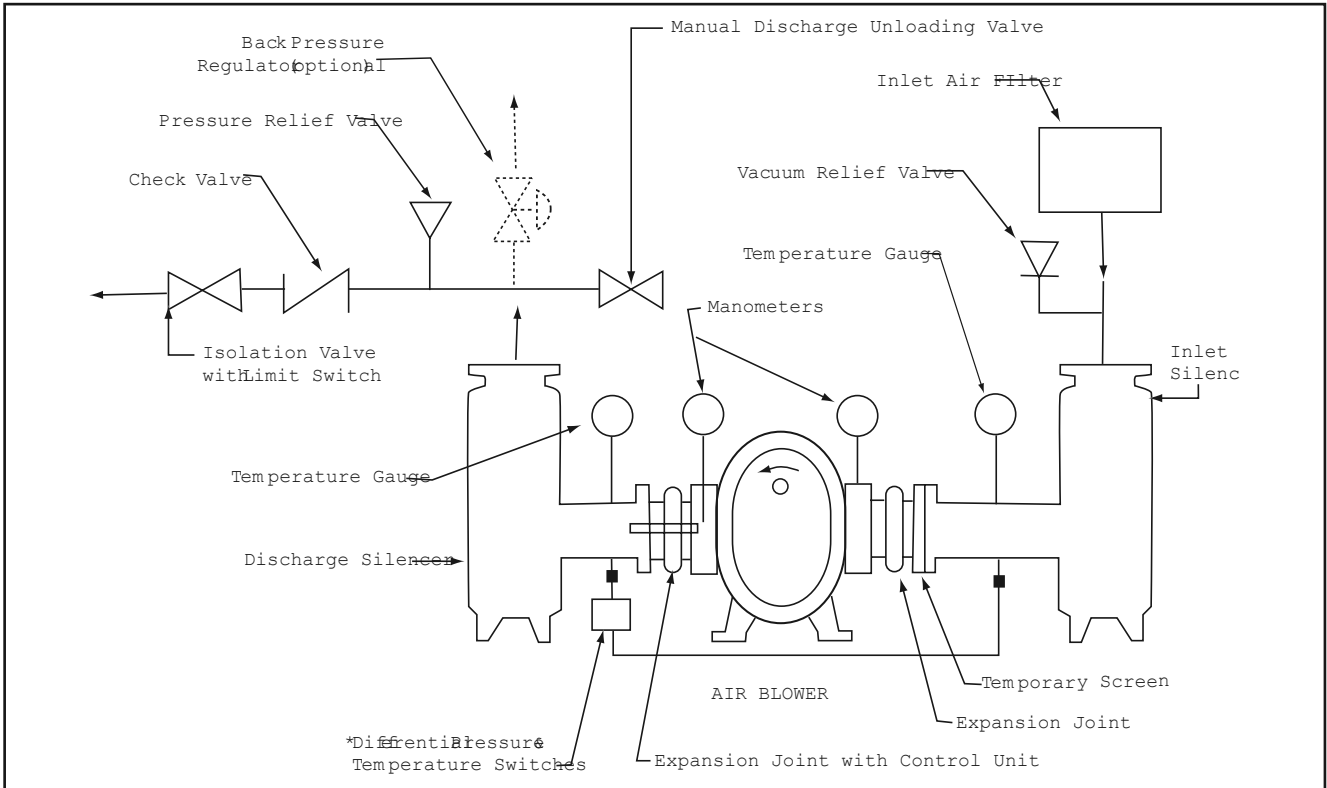 Manual Discharge Unloading Valve
Back Pressure
Regulator (optional)
Inlet Air FIlter
Pressure Relief Valve
Check Valve
Vacuum Relief Valve
Temperature Gauge
Manometers
Isolation Valve
with Limit Switch
Inlet
Silenc
Temperature Gauge
Discharge Silencer
Temporary Screen
AIR BLOWER
Expansion Joint
*Diffrential Pressure &
Temperature Switches
Expansion Joint with Control Unit